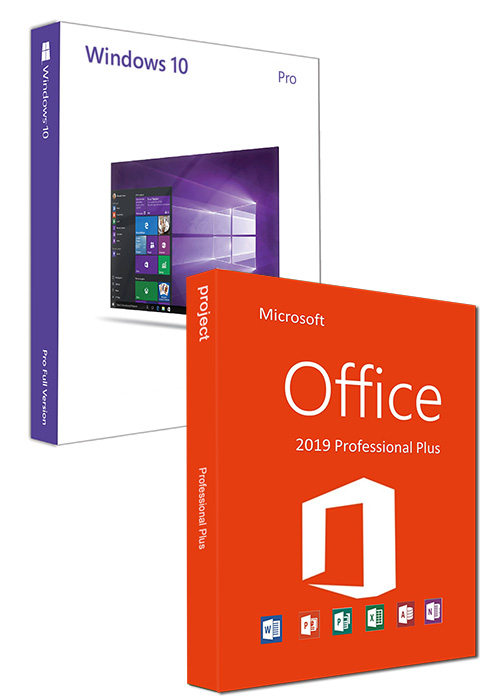 Windows 10
Pro
Windows 10
Pro Full Version
project
Professional Plus
Microsoft
Office
2019 Professional Plus
W
P
P
X
A
N